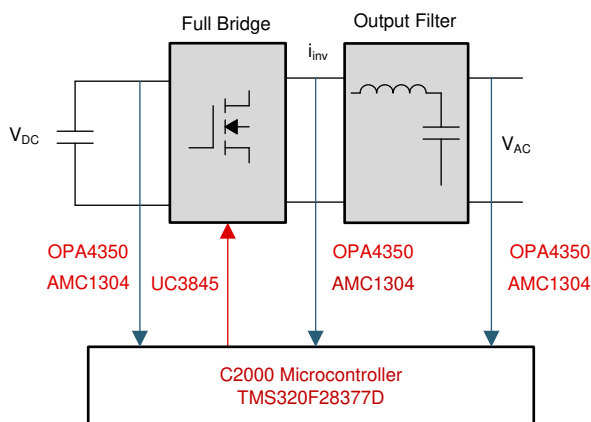 Full Bridge
Output Filter
i_inv
V_DC
V_AC
OPA4350
AMC1304
UC3845
OPA4350
AMC1304
OPA4350
AMC1304
C2000 Microcontroller
TMS320F28377D